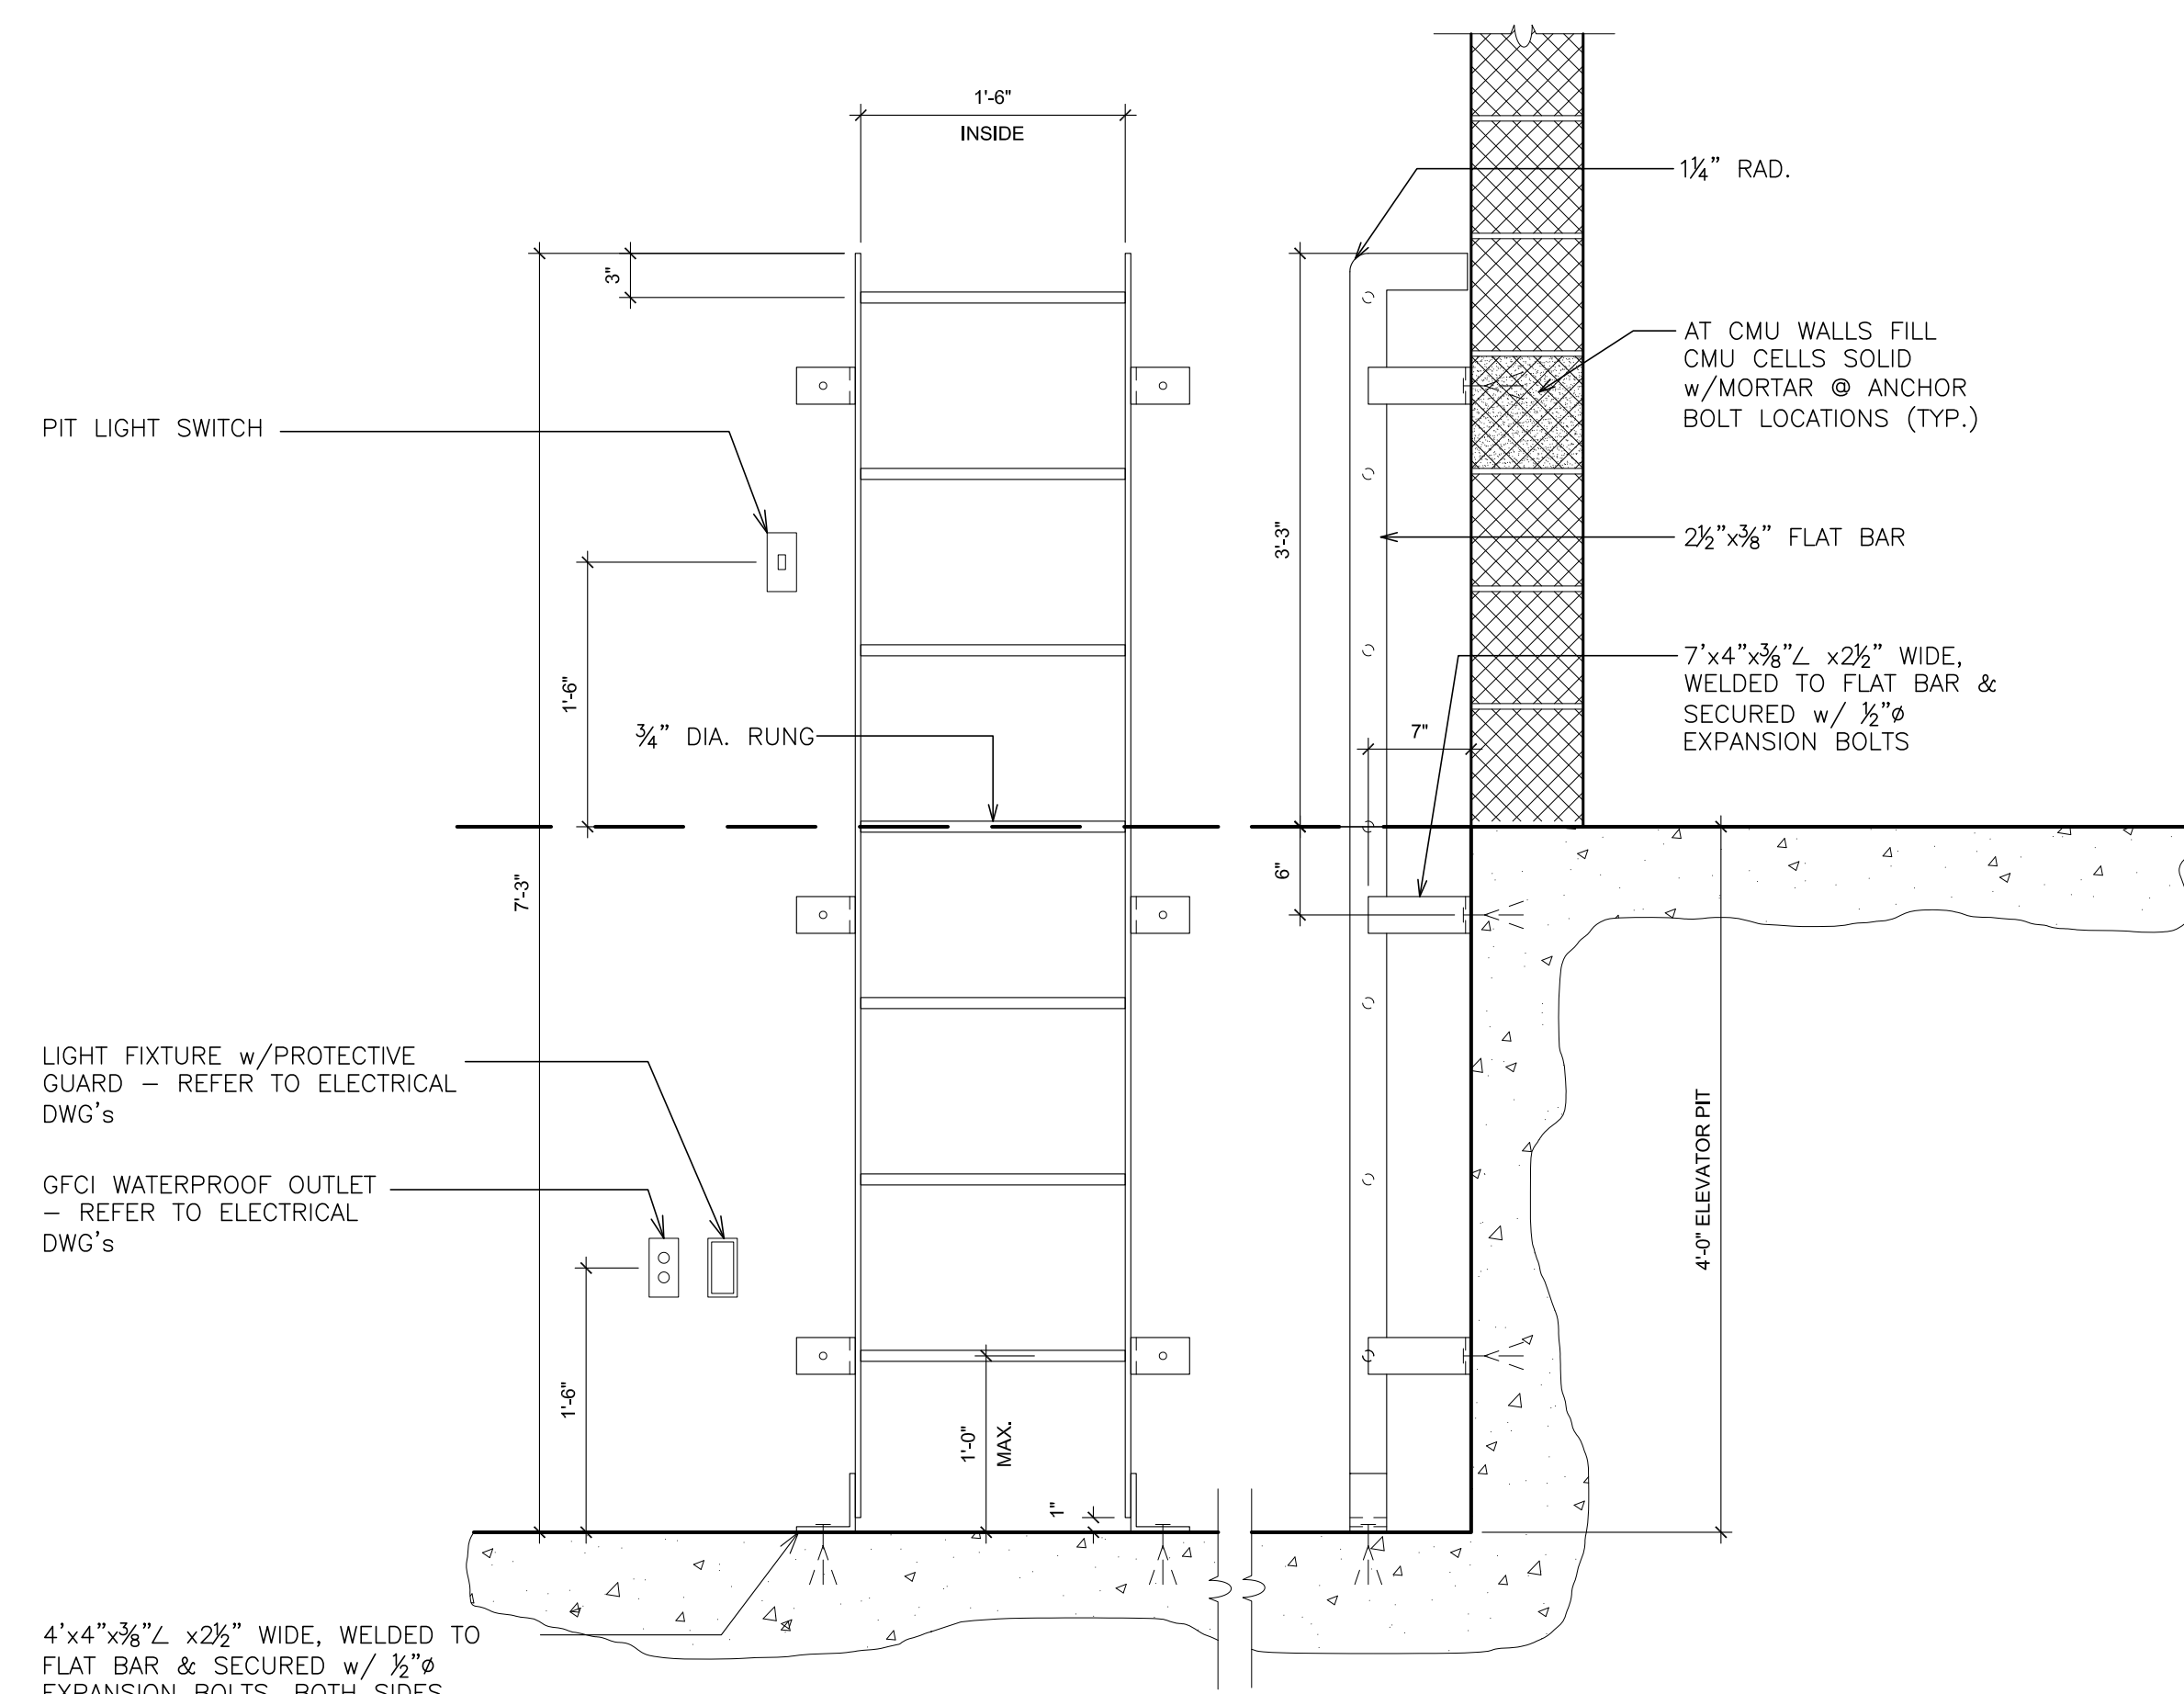 1'-6"
INSIDE
1¼” RAD.
3"
AT CMU WALLS FILL
CMU CELLS SOLID
w/MORTAR @ ANCHOR
BOLT LOCATIONS (TYP.)
PIT LIGHT SWITCH
3'-3"
2½”x⅜” FLAT BAR
1'-6"
7’x4”x⅜”∠ x2½” WIDE,
WELDED TO FLAT BAR &
SECURED w/ ½”ø
EXPANSION BOLTS
¾” DIA. RUNG
7"
7'-3"
6"
LIGHT FIXTURE w/PROTECTIVE
GUARD – REFER TO ELECTRICAL
DWG's
4'-0" ELEVATOR PIT
GFCI WATERPROOF OUTLET
– REFER TO ELECTRICAL
DWG's
1'-6"
1'-0"
MAX.
1"
4’x4”x⅜”∠ x2½” WIDE, WELDED TO
FLAT BAR & SECURED w/ ½”ø
EXPANSION BOLTS, BOTH SIDES